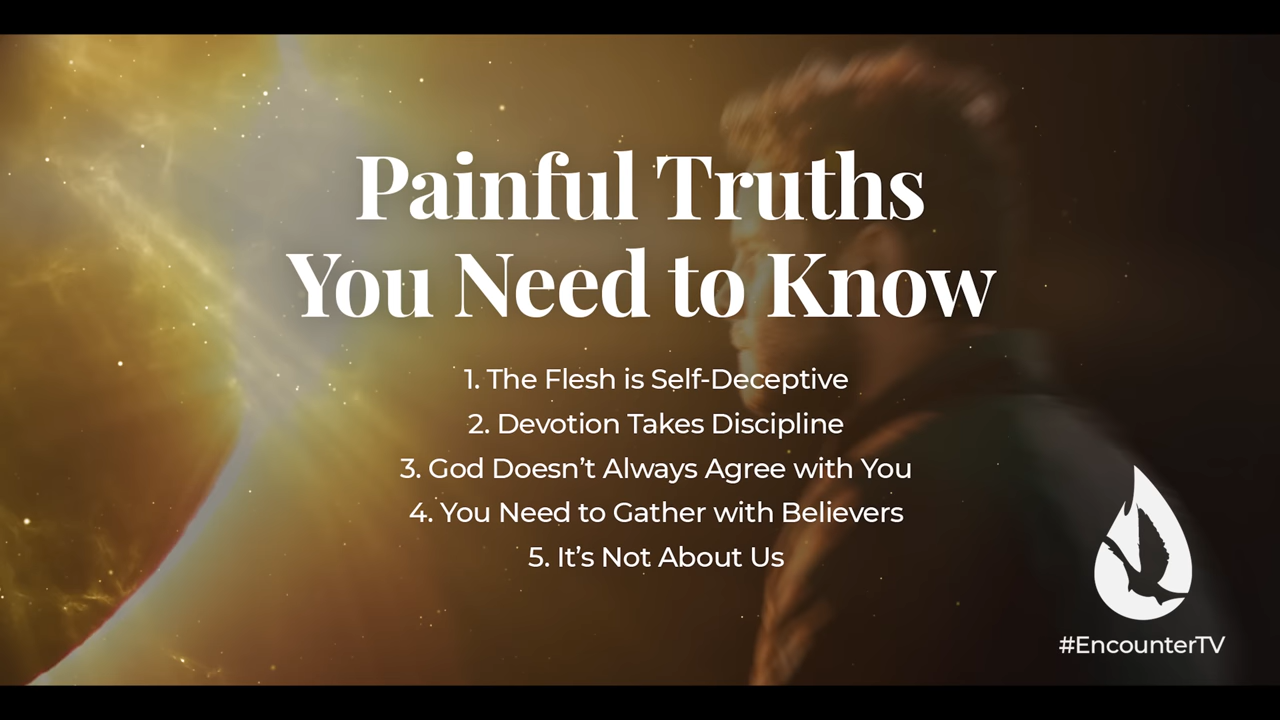 Painful Truths
You Need to Know
1. The Flesh is Self-Deceptive
2. Devotion Takes Discipline
3. God Doesn’t Always Agree with You
4. You Need to Gather with Believers
5. It’s Not About Us
#EncounterTV